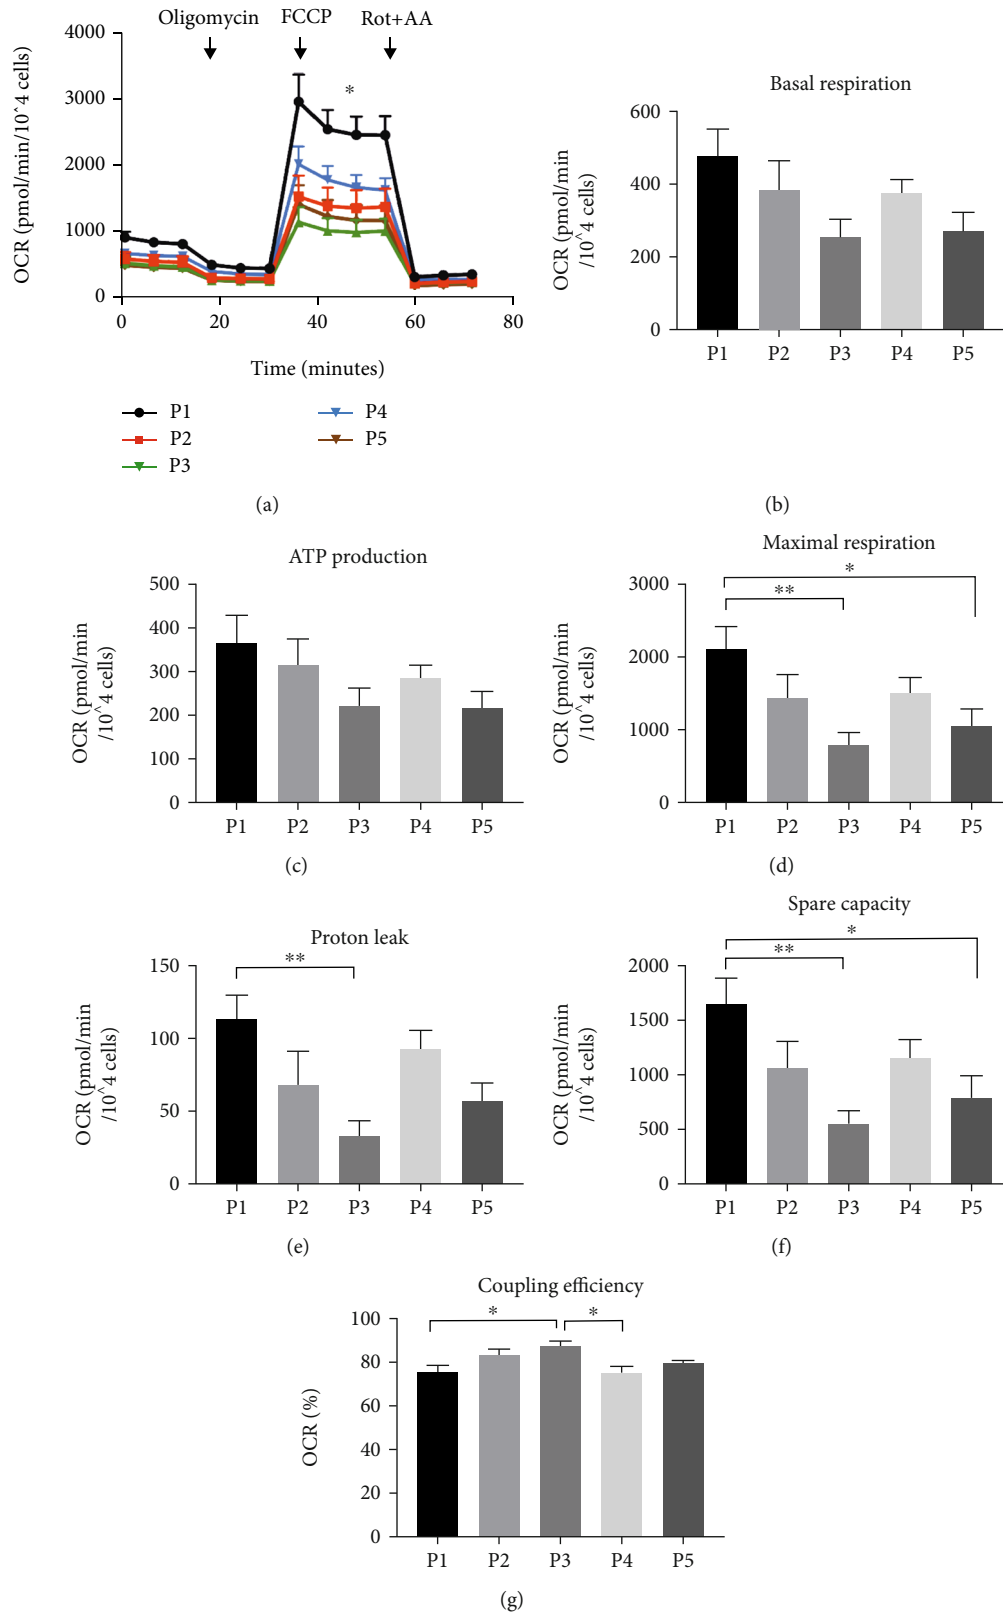 Oligomycin FCCP Rot+AA
OCR (pmol/min/10^4 cells)
4000
3000
*
2000
1000
0
0 20 40 60 80
Time (minutes)
P1 P4
P2 P5
P3
(a)
Basal respiration
OCR (pmol/min
/10^4 cells)
600
400
200
0
P1 P2 P3 P4 P5
(b)
ATP production
OCR (pmol/min
/10^4 cells)
500
400
300
200
100
0
P1 P2 P3 P4 P5
(c)
Maximal respiration
OCR (pmol/min
/10^4 cells)
*
**
3000
2000
1000
0
P1 P2 P3 P4 P5
(d)
Proton leak
OCR (pmol/min
/10^4 cells)
**
150
100
50
0
P1 P2 P3 P4 P5
(e)
Spare capacity
OCR (pmol/min
/10^4 cells)
*
**
2000
1500
1000
500
0
P1 P2 P3 P4 P5
(f)
Coupling efficiency
OCR (%)
* *
100
80
60
40
20
0
P1 P2 P3 P4 P5
(g)